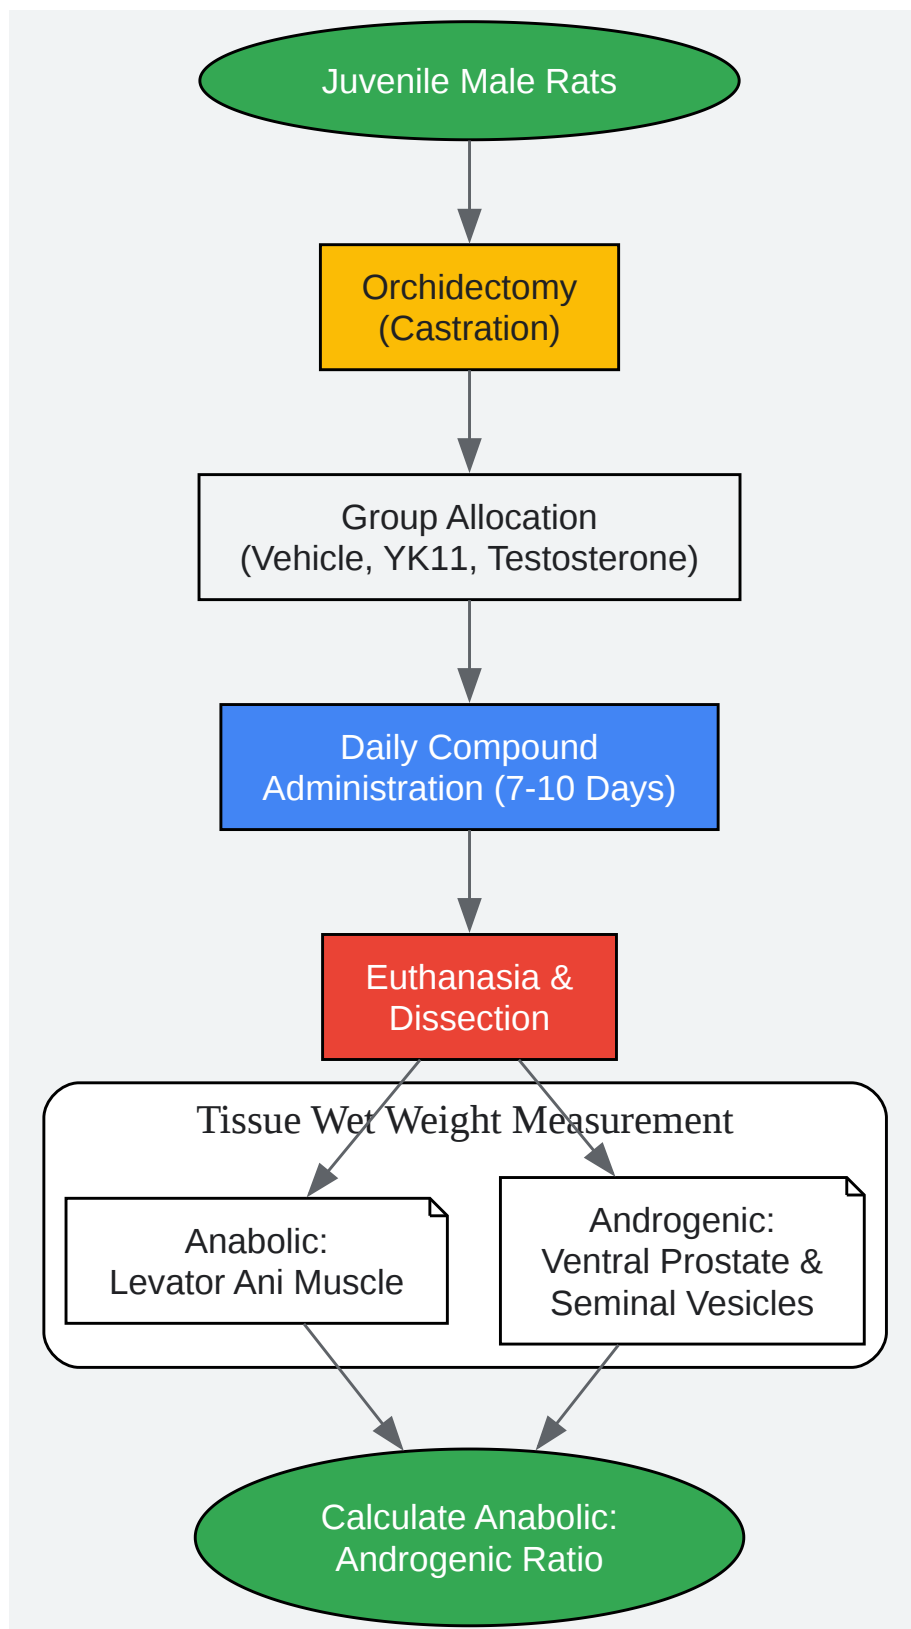 Juvenile Male Rats
Orchidectomy
(Castration)
Group Allocation
(Vehicle, YK11, Testosterone)
Daily Compound
Administration (7-10 Days)
Euthanasia &
Dissection
Tissue Wet Weight Measurement
Anabolic:
Levator Ani Muscle
Androgenic:
Ventral Prostate &
Seminal Vesicles
Calculate Anabolic:
Androgenic Ratio